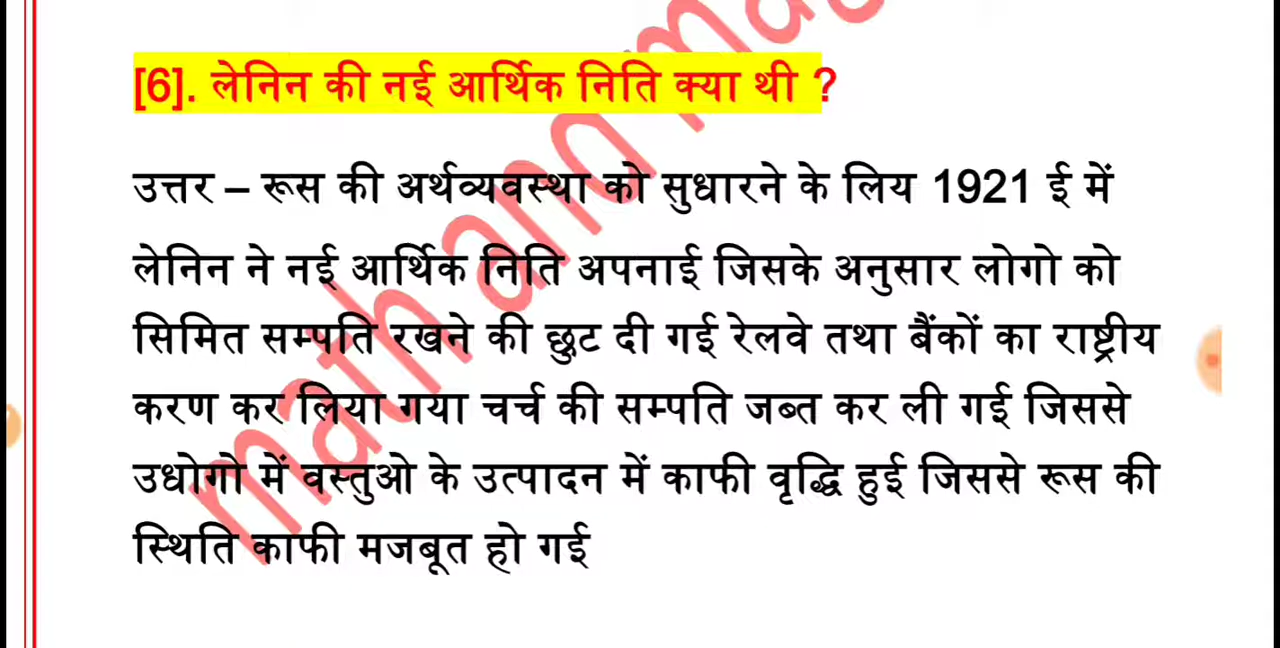 [6]. लेनिन की नई आर्थिक निति क्या थी ?
उत्तर – रूस की अर्थव्यवस्था को सुधारने के लिय 1921 ई में
लेनिन ने नई आर्थिक निति अपनाई जिसके अनुसार लोगो को
सिमित सम्पति रखने की छुट दी गई रेलवे तथा बैंकों का राष्ट्रीय
करण कर लिया गया चर्च की सम्पति जब्त कर ली गई जिससे
उधोगो में वस्तुओ के उत्पादन में काफी वृद्धि हुई जिससे रूस की
स्थिति काफी मजबूत हो गई
math and